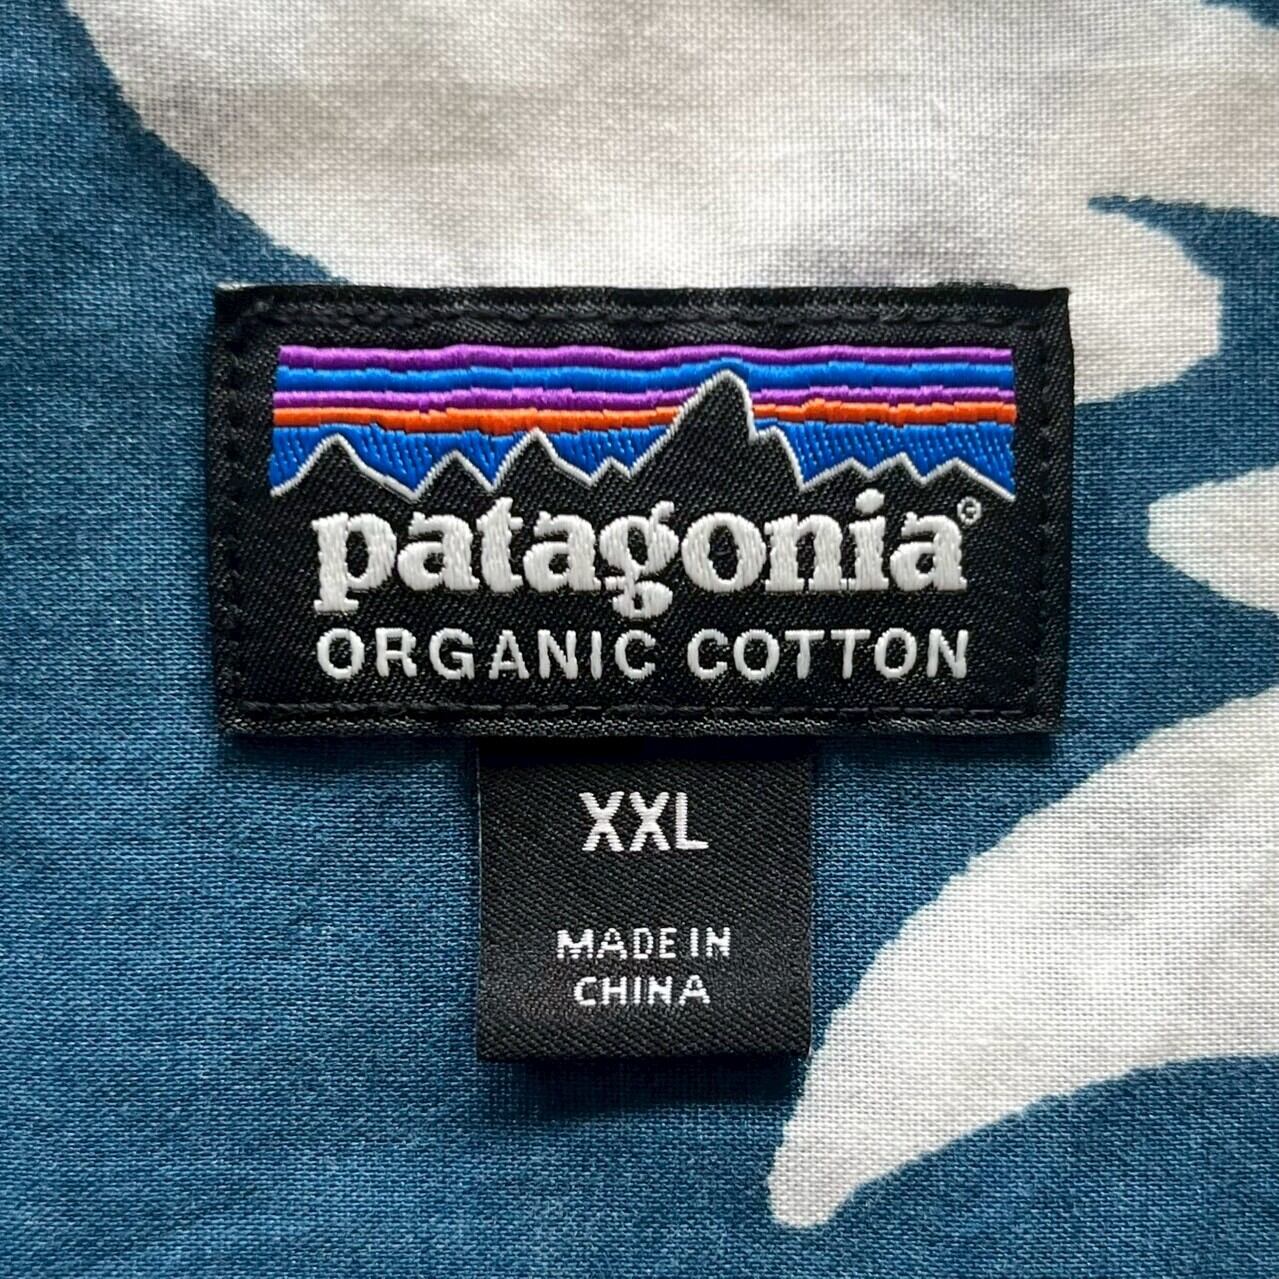 patagonia©
ORGANIC COTTON
XXL
MADE IN
CHINA